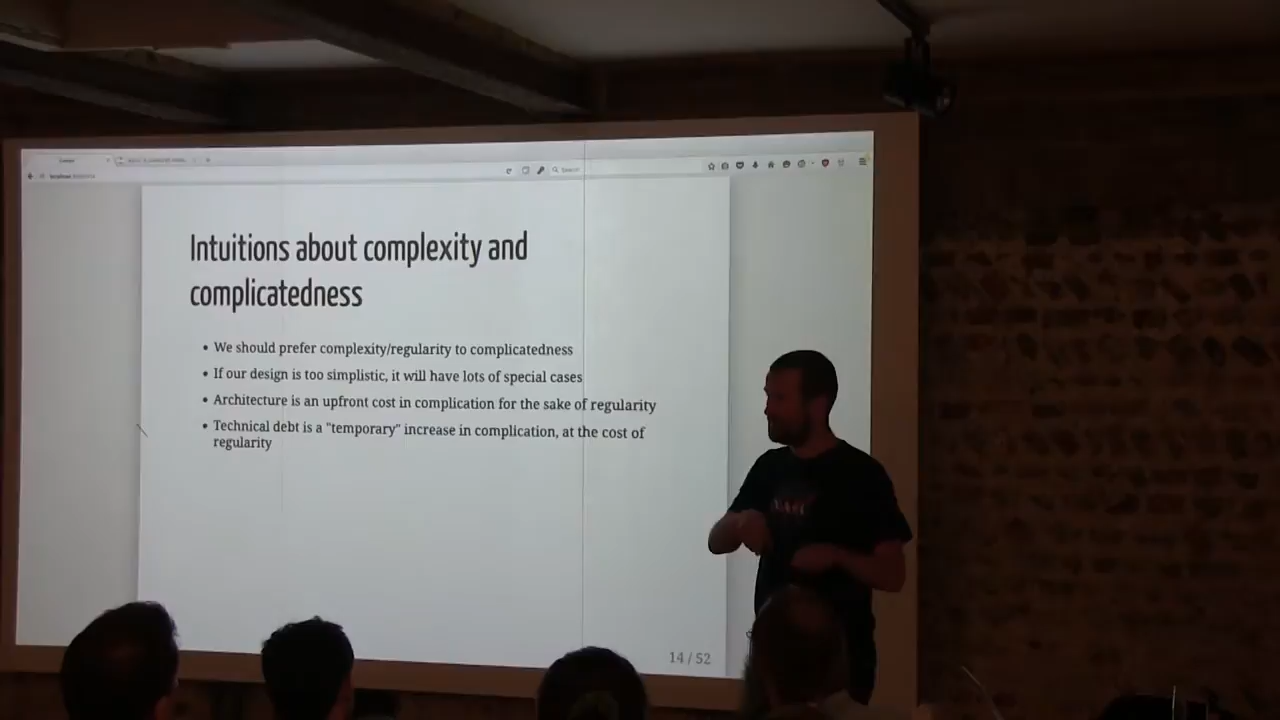 Search
Intuitions about complexity and
complicatedness
• We should prefer complexity/regularity to complicatedness
• If our design is too simplistic, it will have lots of special cases
• Architecture is an upfront cost in complication for the sake of regularity
• Technical debt is a "temporary" increase in complication, at the cost of
regularity
14 / 52